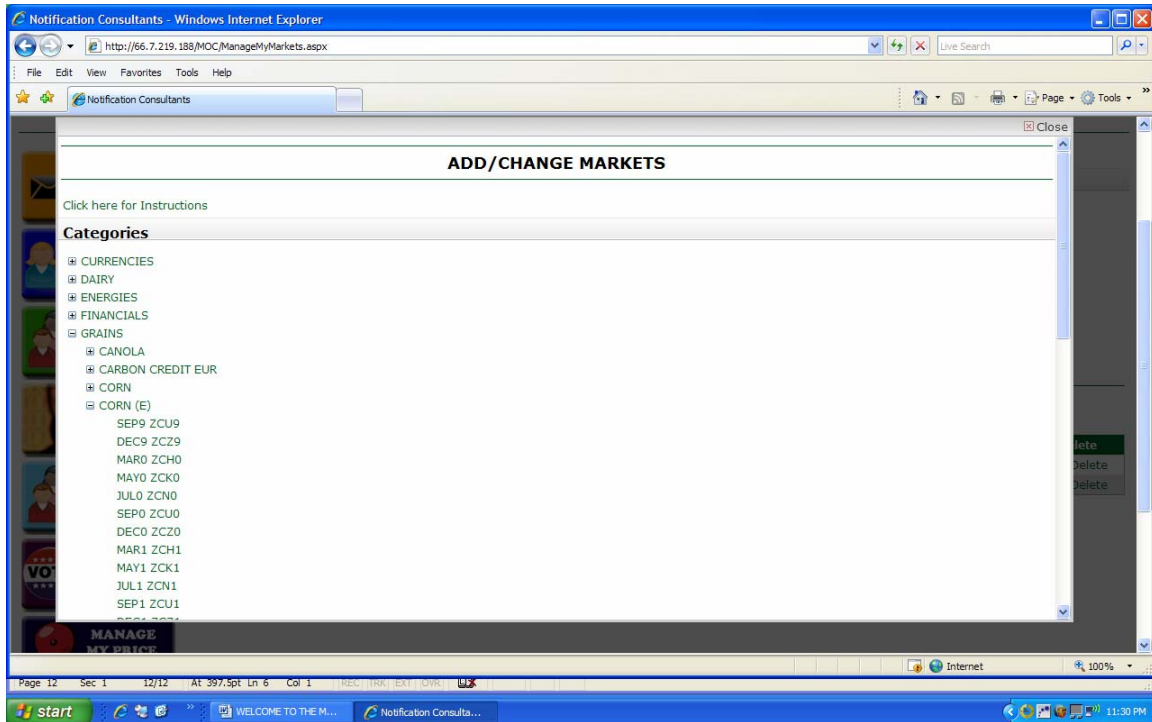 Notification Consultants - Windows Internet Explorer
http://66.7.219.188/MOC/ManageMyMarkets.aspx
Live Search
File Edit View Favorites Tools Help
Notification Consultants
Page Tools
Close
ADD/CHANGE MARKETS
Click here for Instructions
Categories
CURRENCIES
DAIRY
ENERGIES
FINANCIALS
GRAINS
CANOLA
CARBON CREDIT EUR
CORN
CORN (E)
SEP9 ZCU9
DEC9 ZCZ9
MAR0 ZCH0
MAY0 ZCK0
JUL0 ZCN0
SEP0 ZCU0
DEC0 ZCZ0
MAR1 ZCH1
MAY1 ZCK1
JUL1 ZCN1
SEP1 ZCU1
lete
Delete
Delete
VO
MANAGE
MY PRICE
Internet 100%
Page 12 Sec 1 12/12 At 397.5pt Ln 6 Col 1 REC TRK EXT OVR
start WELCOME TO THE M... Notification Consulta... 11:30 PM